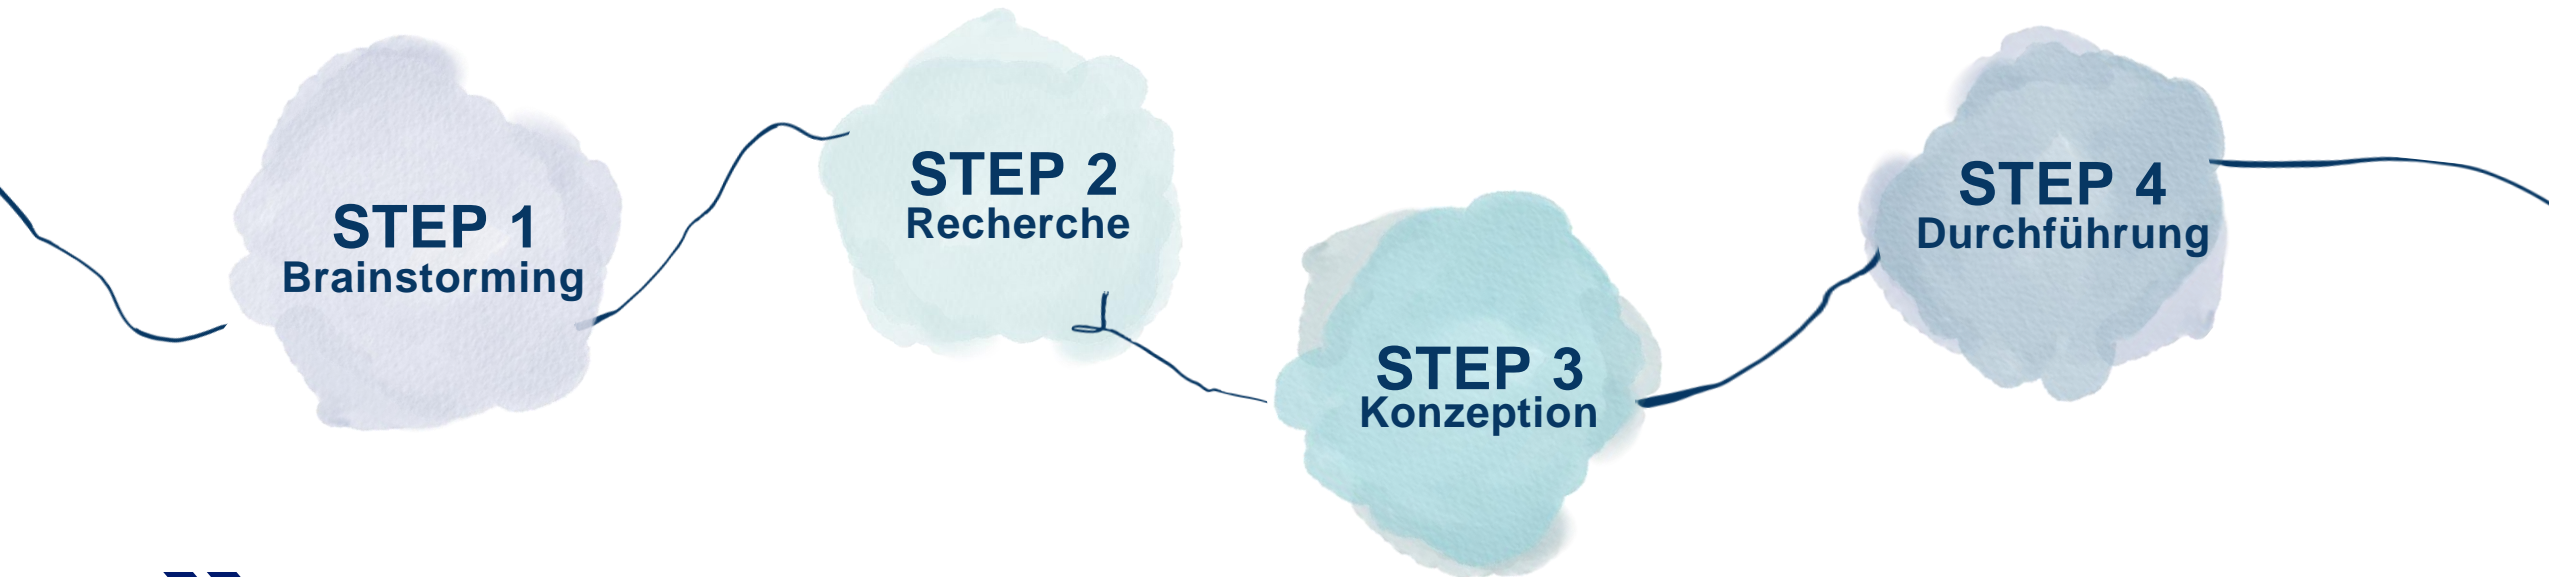 STEP 1
Brainstorming
STEP 2
Recherche
STEP 3
Konzeption
STEP 4
Durchführung